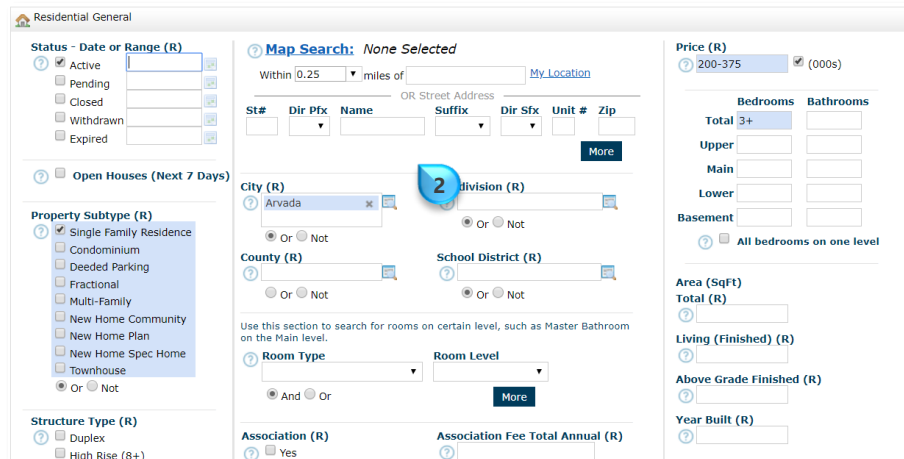 Residential General
Status - Date or Range (R)
Active
Pending
Closed
Withdrawn
Expired
Open Houses (Next 7 Days)
Property Subtype (R)
Single Family Residence
Condominium
Deeded Parking
Fractional
Multi-Family
New Home Community
New Home Plan
New Home Spec Home
Townhouse
Or Not
Structure Type (R)
Duplex
High Rise (8+)
Map Search: None Selected
Within 0.25 miles of My Location
OR Street Address
St# Dir Pfx Name Suffix Dir Sfx Unit # Zip
More
2
City (R) division (R)
Arvada
Or Not Or Not
County (R) School District (R)
Or Not Or Not
Use this section to search for rooms on certain level, such as Master Bathroom
on the Main level.
Room Type Room Level
And Or More
Association (R) Association Fee Total Annual (R)
Yes
Price (R)
200-375 (000s)
Bedrooms Bathrooms
Total 3+
Upper
Main
Lower
Basement
All bedrooms on one level
Area (SqFt)
Total (R)
Living (Finished) (R)
Above Grade Finished (R)
Year Built (R)